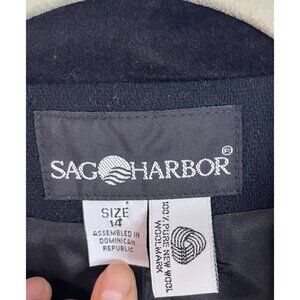 SAG HARBOR ®
SIZE
14
ASSEMBLED IN
DOMINICAN
REPUBLIC
100% PURE NEW WOOL
WOOLMARK